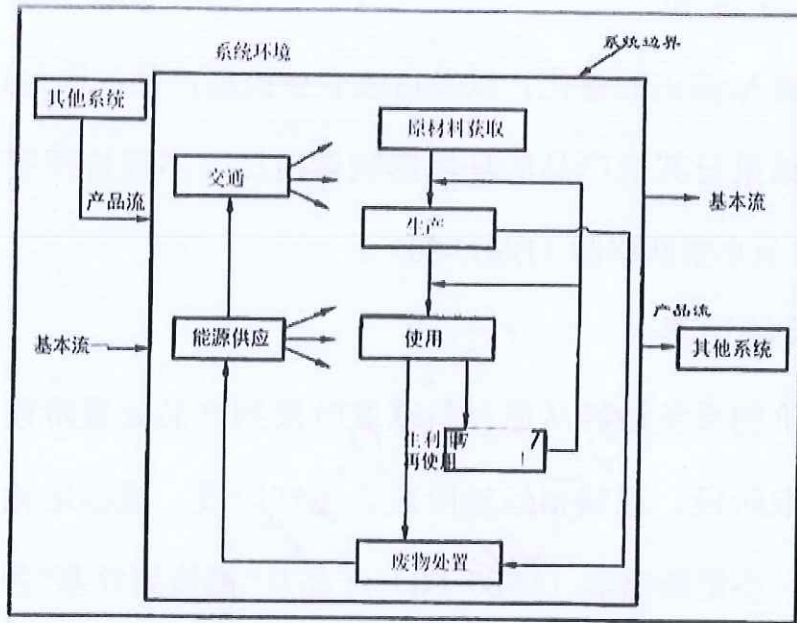 系统环境
系统边界
其他系统
原材料获取
交通
产品流
基本流
生产
产品流
基本流
能源供应
使用
其他系统
再使用
废物处置